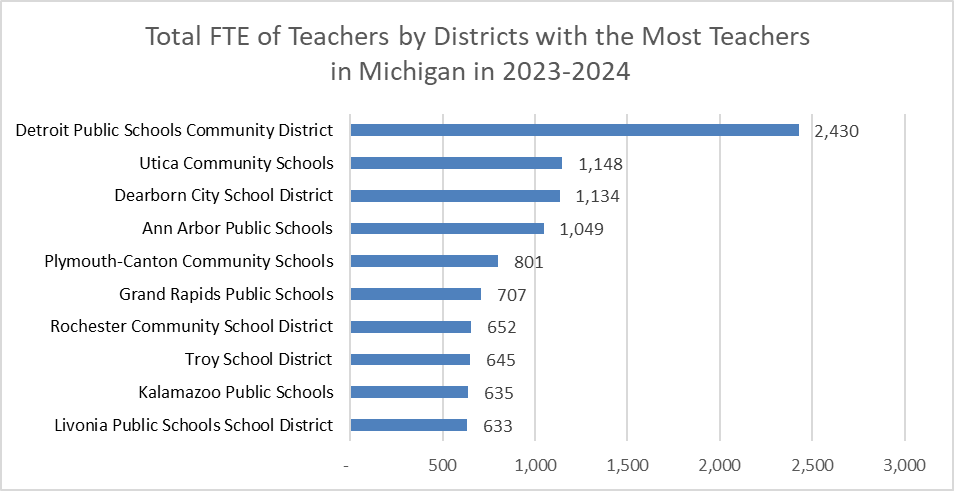 Total FTE of Teachers by Districts with the Most Teachers
in Michigan in 2023-2024
Detroit Public Schools Community District 2,430
Utica Community Schools 1,148
Dearborn City School District 1,134
Ann Arbor Public Schools 1,049
Plymouth-Canton Community Schools 801
Grand Rapids Public Schools 707
Rochester Community School District 652
Troy School District 645
Kalamazoo Public Schools 635
Livonia Public Schools School District 633
- 500 1,000 1,500 2,000 2,500 3,000